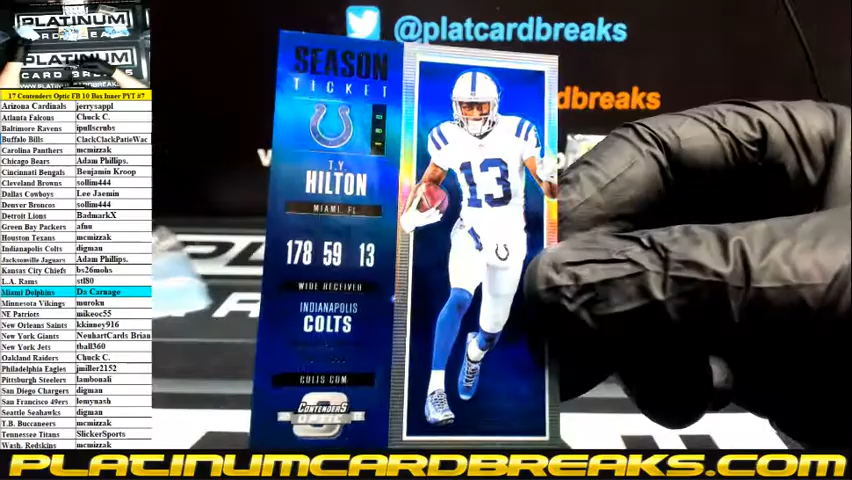 PLATINUM
PLATINUM
CARD BREAKS
@platcardbreaks
dbreaks
17 Contenders Optic FB 10 Box Inner PYT #7
Arizona Cardinals jerrysappl
Atlanta Falcons Chuck C.
Baltimore Ravens ipullscrubs
Buffalo Bills ClackClackPatieWac
Carolina Panthers mcmizzak
Chicago Bears Adam Phillips.
Cincinnati Bengals Benjamin Kroop
Cleveland Browns sollim444
Dallas Cowboys Lee Jaemin
Denver Broncos sollim444
Detroit Lions BadmarkX
Green Bay Packers afnu
Houston Texans mcmizzak
Indianapolis Colts digman
Jacksonville Jaguars Adam Phillips.
Kansas City Chiefs bs26mohs
L.A. Rams stl80
Miami Dolphins Da Carnage
Minnesota Vikings muroku
NE Patriots mikeoc55
New Orleans Saints kkinney916
New York Giants NeuhartCards Brian
New York Jets tball360
Oakland Raiders Chuck C.
Philadelphia Eagles jmiller2152
Pittsburgh Steelers lambonali
San Diego Chargers digman
San Francisco 49ers lemynash
Seattle Seahawks digman
T.B. Buccaneers mcmizzak
Tennessee Titans SlickerSports
Wash. Redskins mcmizzak
SEASON
TICKET
T.Y.
HILTON
MIAMI, FL
178 59 13
WIDE RECEIVER
INDIANAPOLIS
COLTS
COLTS.COM
CONTENDERS
OPTIC
13
PLATINUMCARDBREAKS.COM